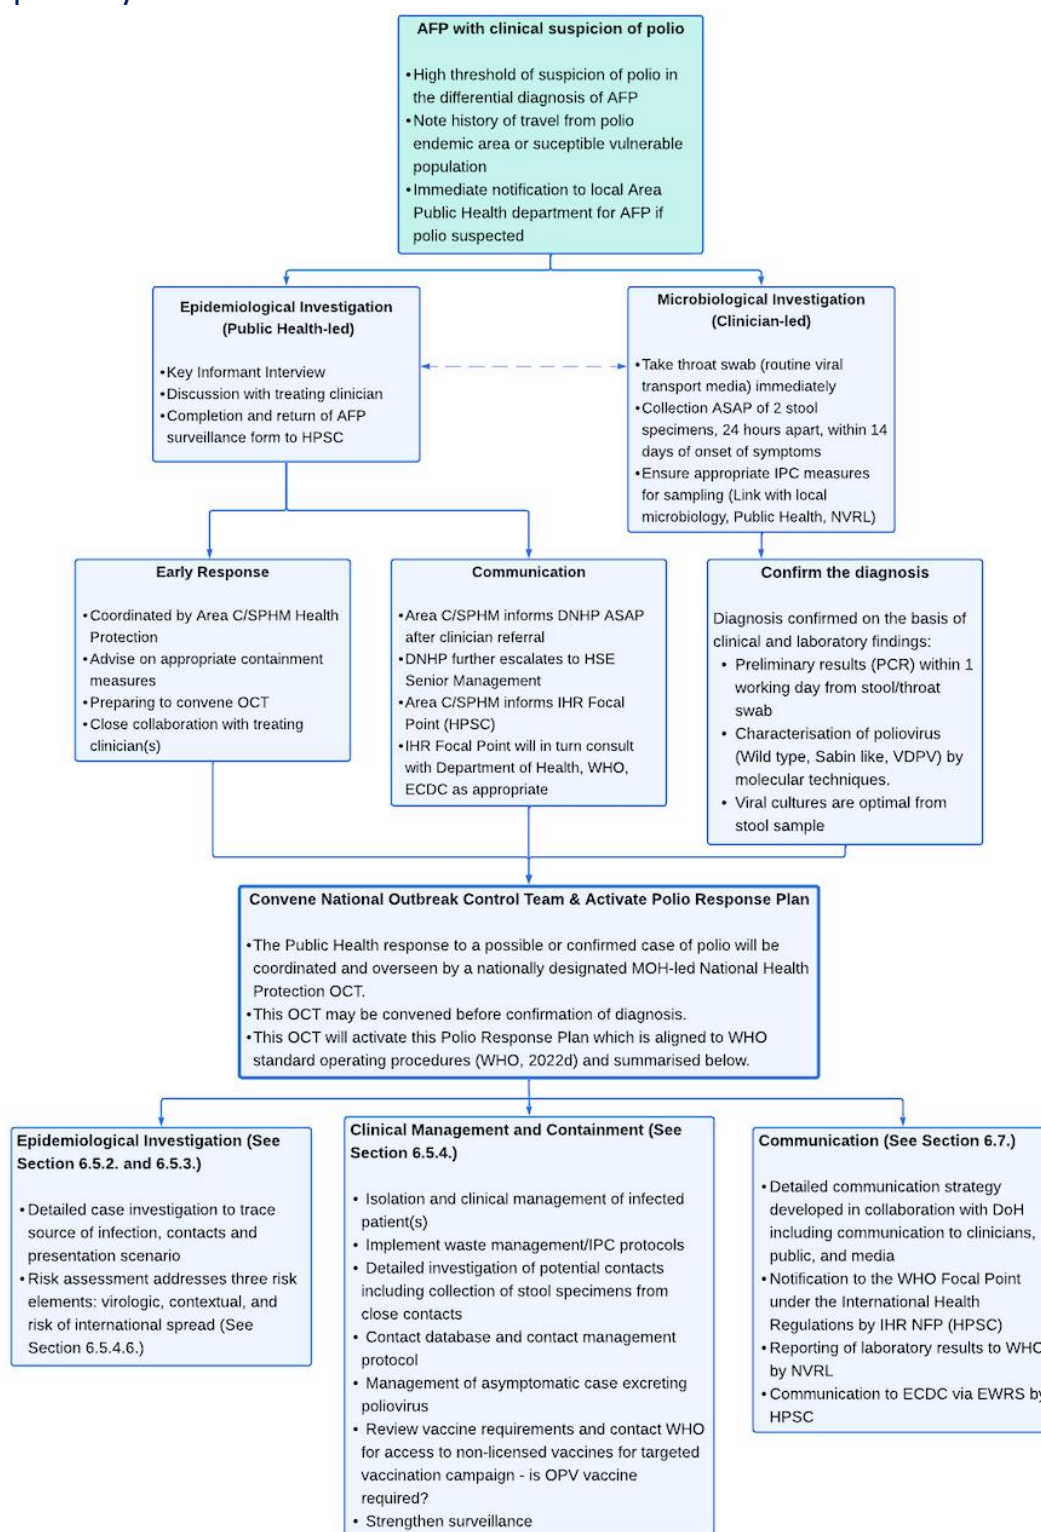 AFP with clinical suspicion of polio
•High threshold of suspicion of polio in
the differential diagnosis of AFP
•Note history of travel from polio
endemic area or suceptible vulnerable
population
•Immediate notification to local Area
Public Health department for AFP if
polio suspected
Epidemiological Investigation
(Public Health-led)
•Key Informant Interview
•Discussion with treating clinician
•Completion and return of AFP
surveillance form to HPSC
Microbiological Investigation
(Clinician-led)
•Take throat swab (routine viral
transport media) immediately
•Collection ASAP of 2 stool
specimens, 24 hours apart, within 14
days of onset of symptoms
•Ensure appropriate IPC measures
for sampling (Link with local
microbiology, Public Health, NVRL)
Early Response
•Coordinated by Area C/SPHM Health
Protection
•Advise on appropriate containment
measures
•Preparing to convene OCT
•Close collaboration with treating
clinician(s)
Communication
•Area C/SPHM informs DNHP ASAP
after clinician referral
•DNHP further escalates to HSE
Senior Management
•Area C/SPHM informs IHR Focal
Point (HPSC)
•IHR Focal Point will in turn consult
with Department of Health, WHO,
ECDC as appropriate
Confirm the diagnosis
Diagnosis confirmed on the basis of
clinical and laboratory findings:
• Preliminary results (PCR) within 1
working day from stool/throat
swab
• Characterisation of poliovirus
(Wild type, Sabin like, VDPV) by
molecular techniques.
• Viral cultures are optimal from
stool sample
Convene National Outbreak Control Team & Activate Polio Response Plan
•The Public Health response to a possible or confirmed case of polio will be
coordinated and overseen by a nationally designated MOH-led National Health
Protection OCT.
•This OCT may be convened before confirmation of diagnosis.
•This OCT will activate this Polio Response Plan which is aligned to WHO
standard operating procedures (WHO, 2022d) and summarised below.
Epidemiological Investigation (See
Section 6.5.2. and 6.5.3.)
•Detailed case investigation to trace
source of infection, contacts and
presentation scenario
•Risk assessment addresses three risk
elements: virologic, contextual, and
risk of international spread (See
Section 6.5.4.6.)
Clinical Management and Containment (See
Section 6.5.4.)
• Isolation and clinical management of infected
patient(s)
• Implement waste management/IPC protocols
• Detailed investigation of potential contacts
including collection of stool specimens from
close contacts
• Contact database and contact management
protocol
• Management of asymptomatic case excreting
poliovirus
• Review vaccine requirements and contact WHO
for access to non-licensed vaccines for targeted
vaccination campaign - is OPV vaccine
required?
• Strengthen surveillance
Communication (See Section 6.7.)
•Detailed communication strategy
developed in collaboration with DoH
including communication to clinicians,
public, and media
•Notification to the WHO Focal Point
under the International Health
Regulations by IHR NFP (HPSC)
•Reporting of laboratory results to WHO
by NVRL
•Communication to ECDC via EWRS by
HPSC